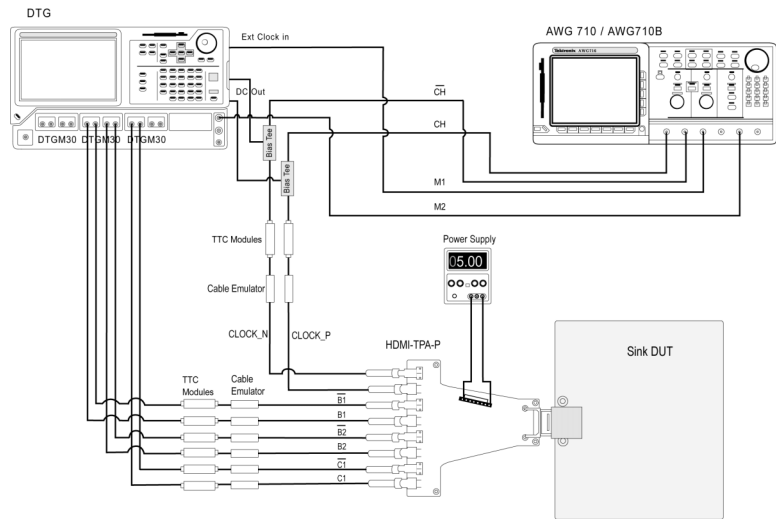 DTG
AWG 710 / AWG710B
Ext Clock in
Tektronix AWG710
DC Out
CH
CH
DTGM30 DTGM30 DTGM30
Bias Tee
Bias Tee
M1
M2
TTC Modules
Power Supply
05.00
Cable Emulator
CLOCK_N
CLOCK_P
HDMI-TPA-P
Sink DUT
TTC
Modules
Cable
Emulator
B1
B1
B2
B2
C1
C1